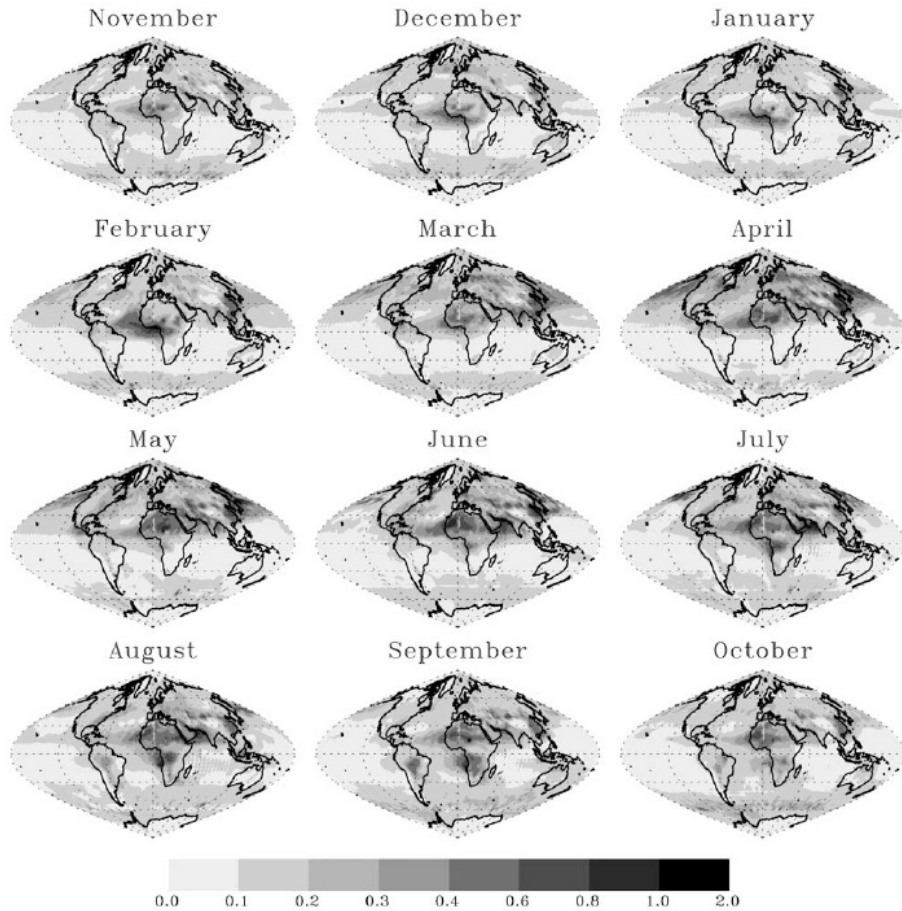 November December January
February March April
May June July
August September October
0.0 0.1 0.2 0.3 0.4 0.6 0.8 1.0 2.0